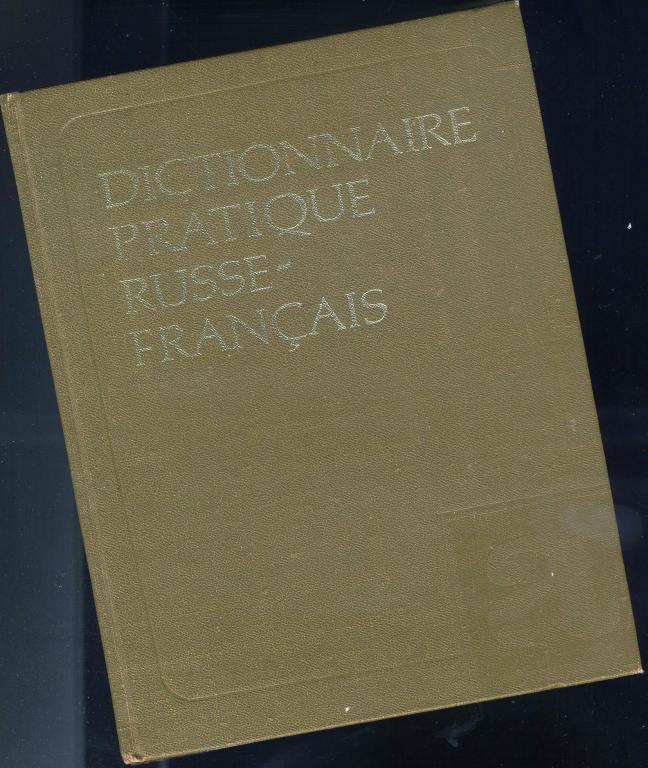 DICTIONNAIRE
PRATIQUE
RUSSE-
FRANÇAIS